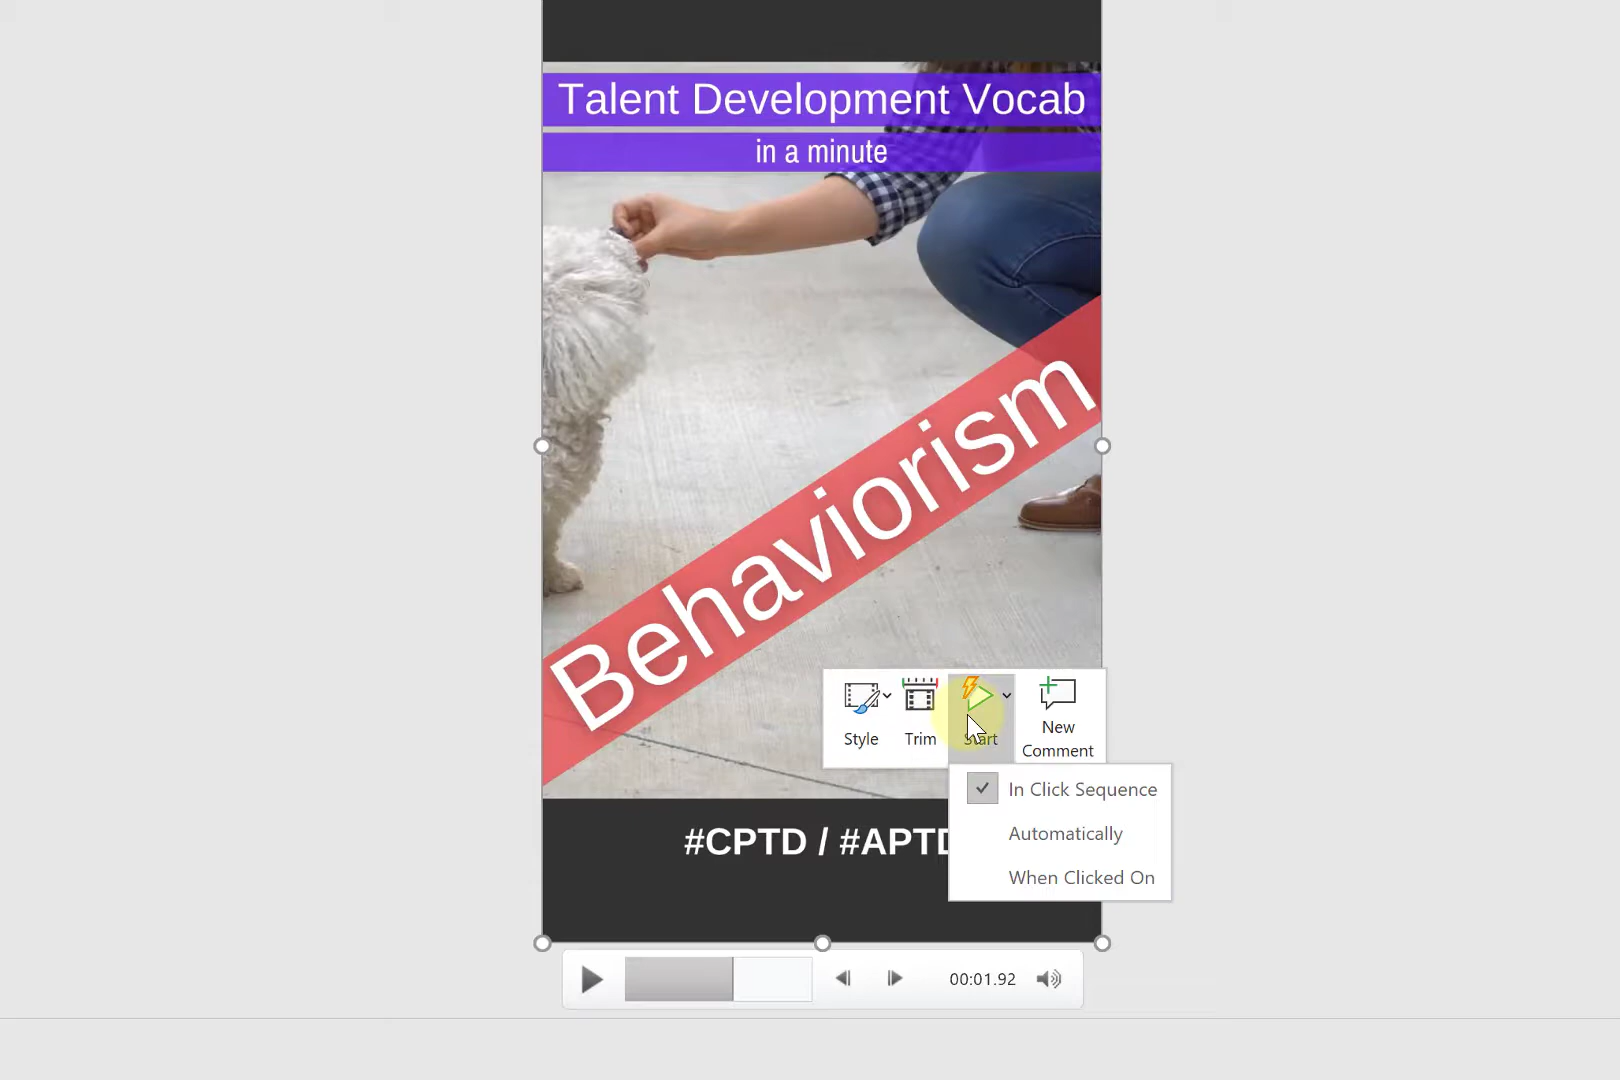 Talent Development Vocab
in a minute
Behaviorism
Style
Trim
Start
New
Comment
In Click Sequence
Automatically
When Clicked On
#CPTD / #APTD
00:01.92